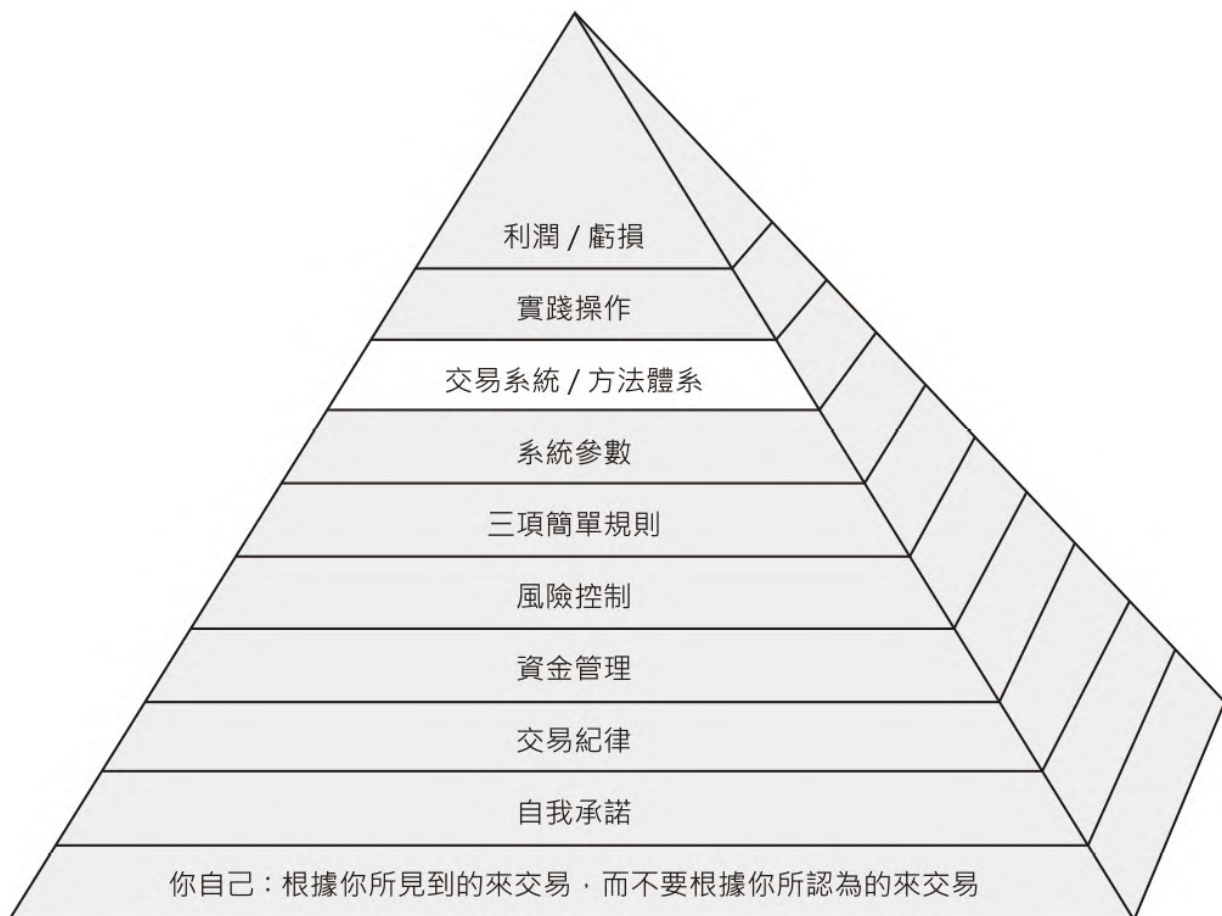 利潤 / 虧損
實踐操作
交易系統 / 方法體系
系統參數
三項簡單規則
風險控制
資金管理
交易紀律
自我承諾
你自己：根據你所見到的來交易，而不要根據你所認為的來交易